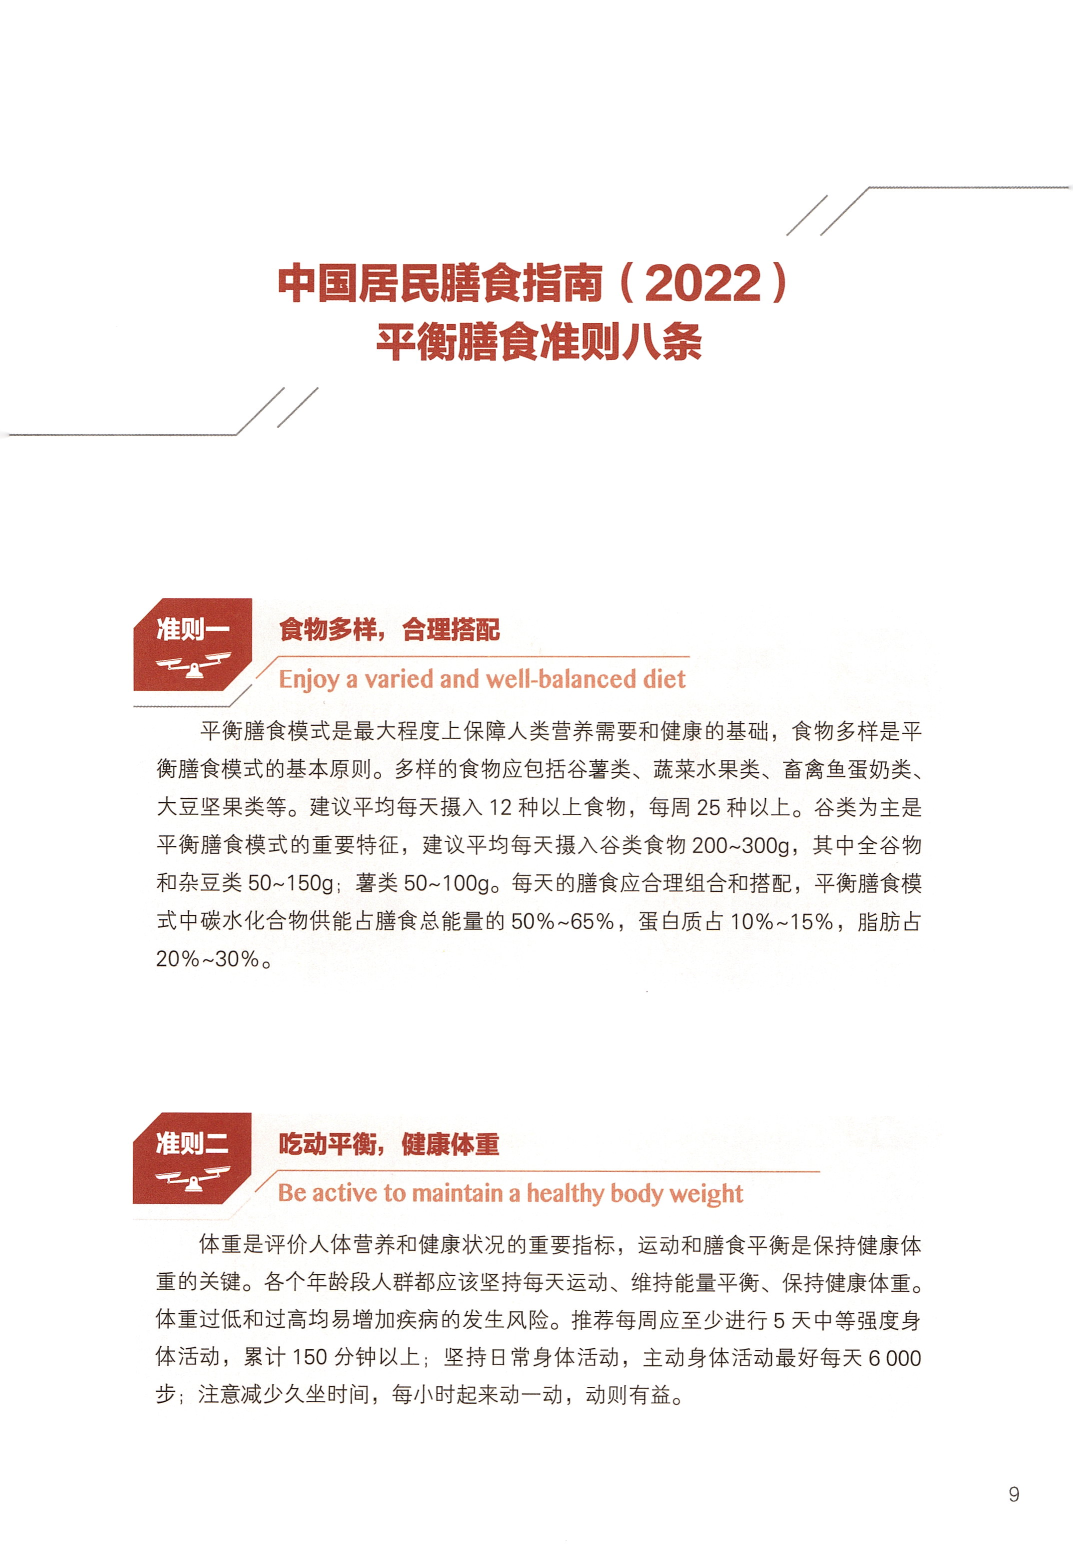 中国居民膳食指南（2022）
平衡膳食准则八条
准则一
食物多样，合理搭配
Enjoy a varied and well-balanced diet
平衡膳食模式是最大程度上保障人类营养需要和健康的基础，食物多样是平
衡膳食模式的基本原则。多样的食物应包括谷薯类、蔬菜水果类、畜禽鱼蛋奶类、
大豆坚果类等。建议平均每天摄入 12 种以上食物，每周 25 种以上。谷类为主是
平衡膳食模式的重要特征，建议平均每天摄入谷类食物 200~300g，其中全谷物
和杂豆类 50~150g；薯类 50~100g。每天的膳食应合理组合和搭配，平衡膳食模
式中碳水化合物供能占膳食总能量的 50%~65%，蛋白质占 10%~15%，脂肪占
20%~30%。
准则二
吃动平衡，健康体重
Be active to maintain a healthy body weight
体重是评价人体营养和健康状况的重要指标，运动和膳食平衡是保持健康体
重的关键。各个年龄段人群都应该坚持每天运动、维持能量平衡、保持健康体重。
体重过低和过高均易增加疾病的发生风险。推荐每周应至少进行 5 天中等强度身
体活动，累计 150 分钟以上；坚持日常身体活动，主动身体活动最好每天 6 000
步；注意减少久坐时间，每小时起来动一动，动则有益。
9